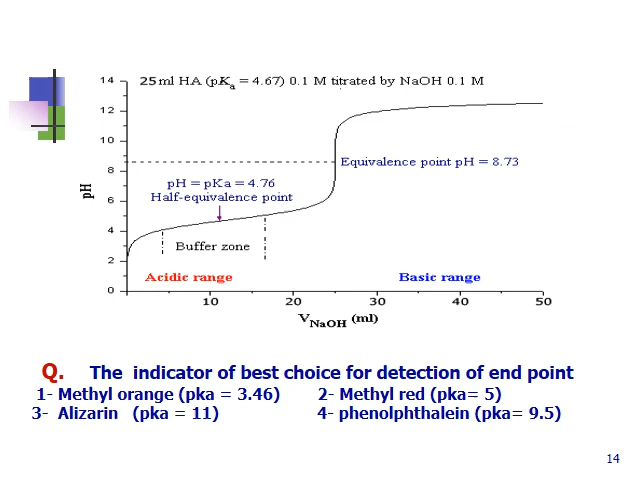 25 ml HA (pKa = 4.67) 0.1 M titrated by NaOH 0.1 M
14
12
10
8
6
4
2
0
pH
Equivalence point pH = 8.73
pH = pKa = 4.76
Half-equivalence point
Buffer zone
Acidic range
Basic range
10
20
30
40
50
VNaOH (ml)
Q. The indicator of best choice for detection of end point
1- Methyl orange (pka = 3.46) 2- Methyl red (pka= 5)
3- Alizarin (pka = 11) 4- phenolphthalein (pka= 9.5)
14